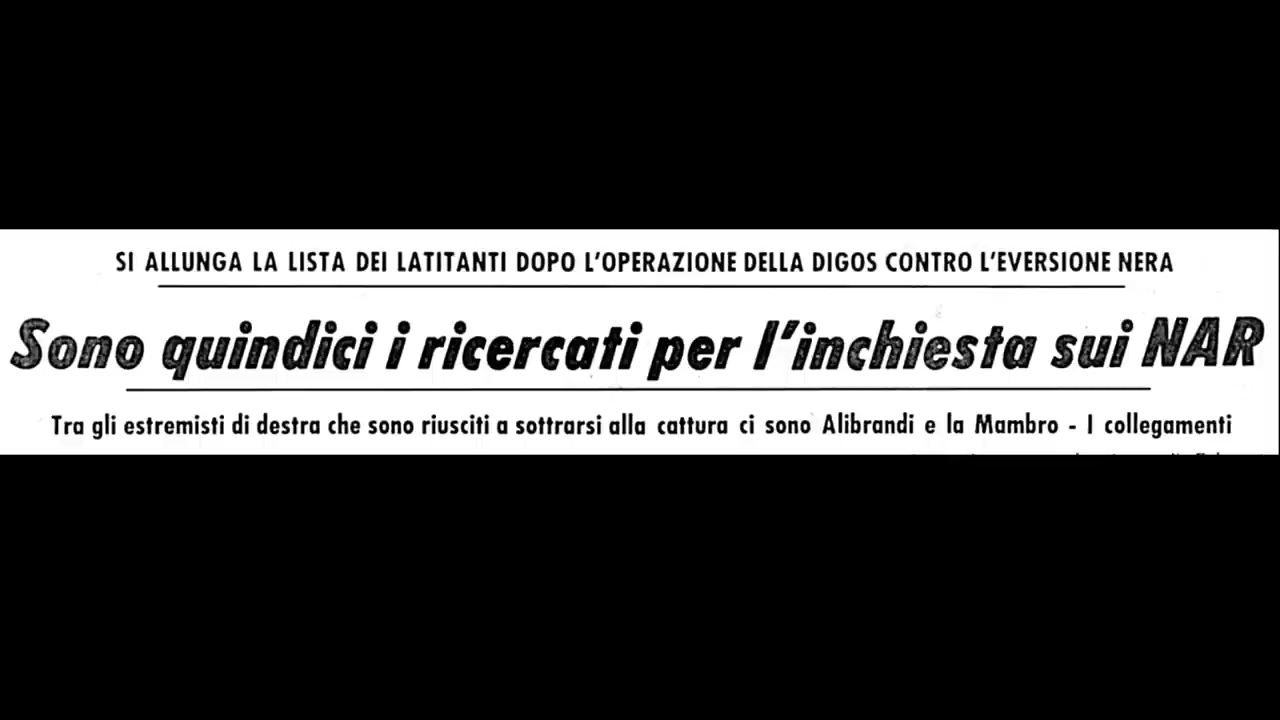 SI ALLUNGA LA LISTA DEI LATITANTI DOPO L'OPERAZIONE DELLA DIGOS CONTRO L'EVERSIONE NERA
Sono quindici i ricercati per l'inchiesta sui NAR
Tra gli estremisti di destra che sono riusciti a sottrarsi alla cattura ci sono Alibrandi e la Mambro - I collegamenti